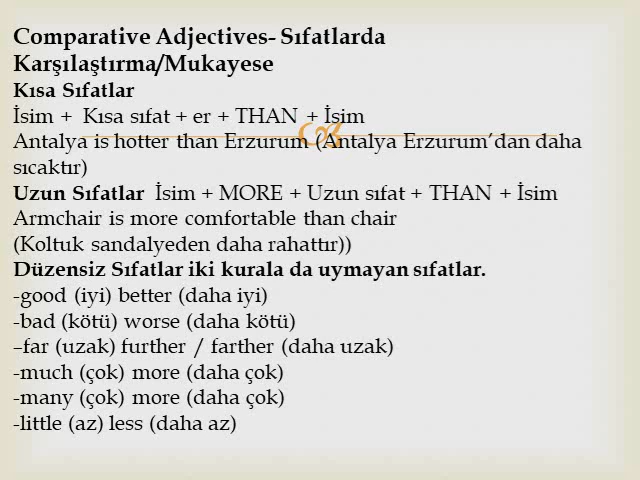 Comparative Adjectives- Sıfatlarda
Karşılaştırma/Mukayese
Kısa Sıfatlar
İsim +  Kısa sıfat + er + THAN  + İsim
Antalya is hotter than Erzurum (Antalya Erzurum’dan daha
sıcaktır)
Uzun Sıfatlar  İsim + MORE + Uzun sıfat + THAN + İsim
Armchair is more comfortable than chair
(Koltuk sandalyeden daha rahattır))
Düzensiz Sıfatlar iki kurala da uymayan sıfatlar.
-good (iyi) better (daha iyi)
-bad (kötü) worse (daha kötü)
–far (uzak) further / farther (daha uzak)
-much (çok) more (daha çok)
-many (çok) more (daha çok)
-little (az) less (daha az)